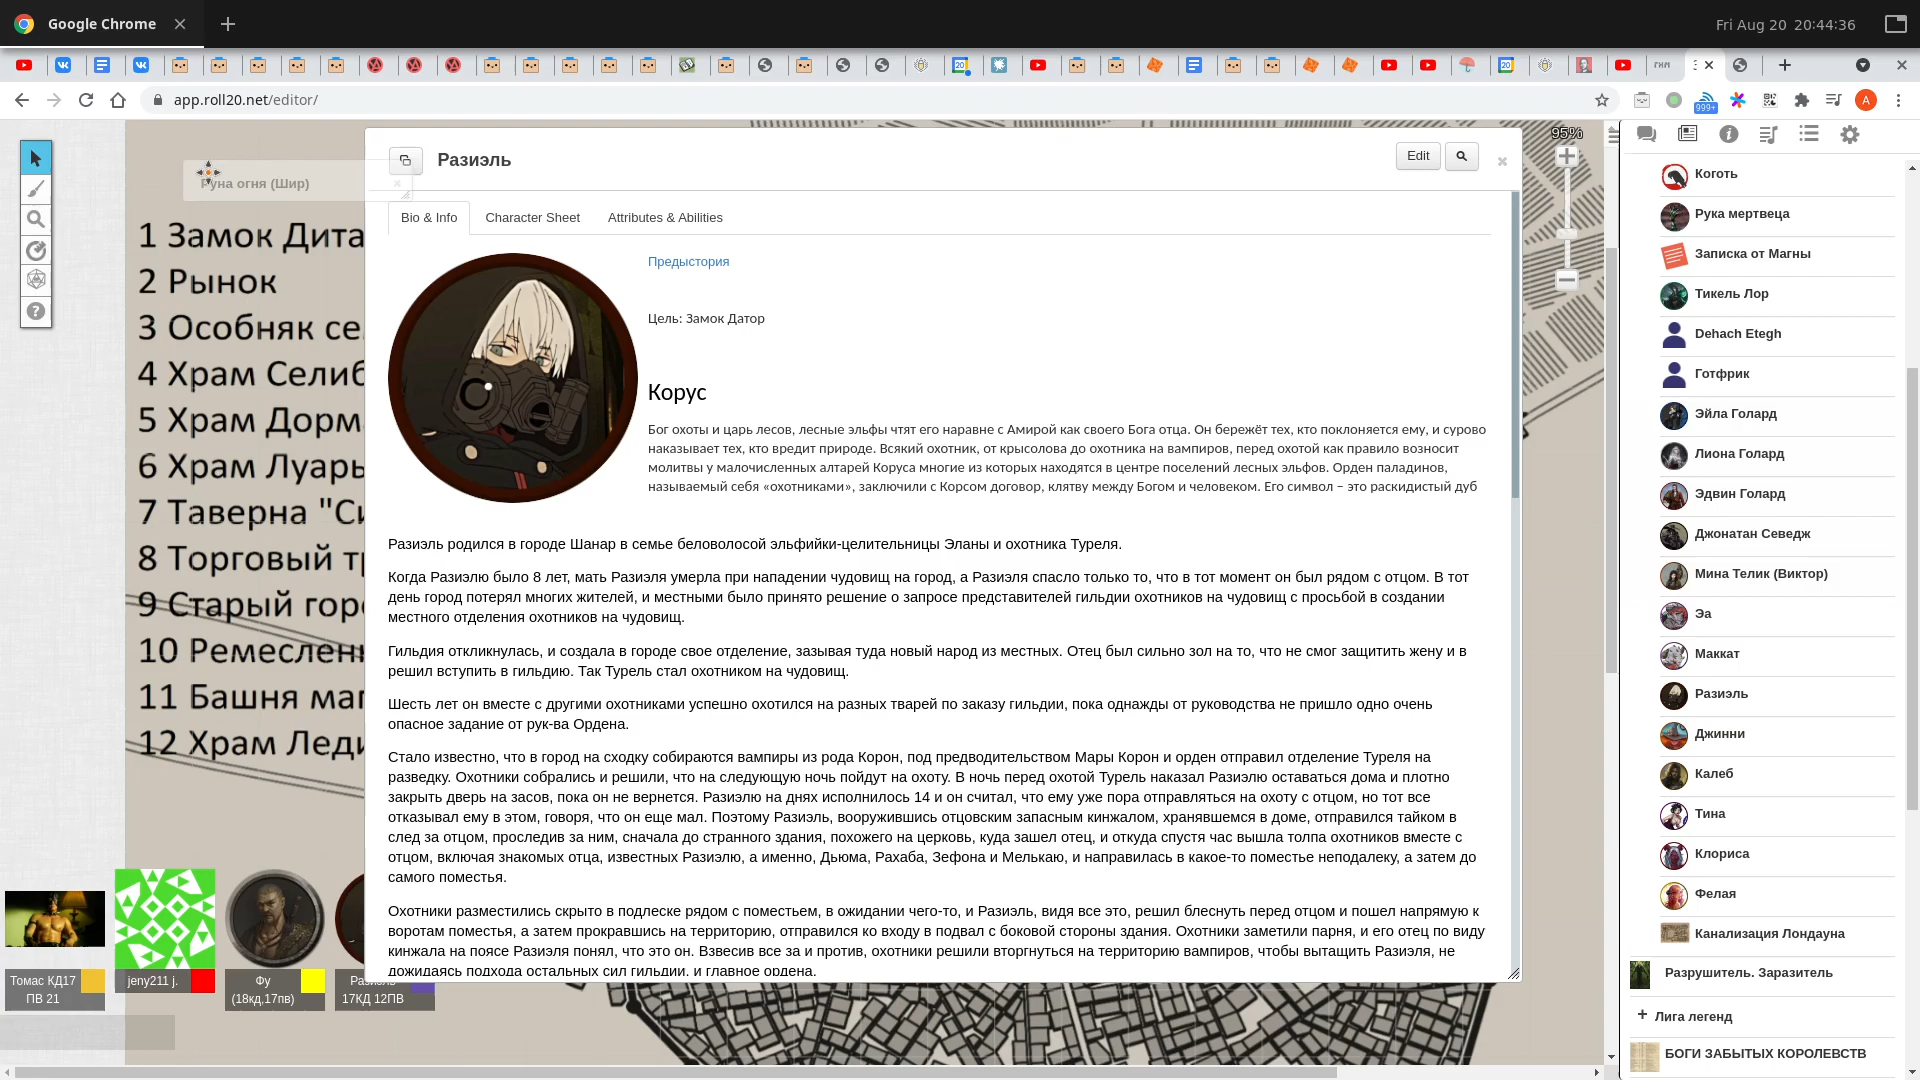 Google Chrome
Fri Aug 20 20:44:36
app.roll20.net/editor/
999+
A
95%
Руна огня (Шир)
Разиэль
Edit
Bio & Info
Character Sheet
Attributes & Abilities
1 Замок Дита
2 Рынок
3 Особняк се
4 Храм Селиб
5 Храм Дорм
6 Храм Луары
7 Таверна "Си
8 Торговый т
9 Старый гор
10 Ремеслен
11 Башня маг
12 Храм Леди
Предыстория
Цель: Замок Датор
Корус
Бог охоты и царь лесов, лесные эльфы чтят его наравне с Амирой как своего Бога отца. Он бережёт тех, кто поклоняется ему, и сурово
наказывает тех, кто вредит природе. Всякий охотник, от крысолова до охотника на вампиров, перед охотой как правило возносит
молитвы у малочисленных алтарей Коруса многие из которых находятся в центре поселений лесных эльфов. Орден паладинов,
называемый себя «охотниками», заключили с Корсом договор, клятву между Богом и человеком. Его символ – это раскидистый дуб
Разиэль родился в городе Шанар в семье беловолосой эльфийки-целительницы Эланы и охотника Туреля.
Когда Разиэлю было 8 лет, мать Разиэля умерла при нападении чудовищ на город, а Разиэля спасло только то, что в тот момент он был рядом с отцом. В тот
день город потерял многих жителей, и местными было принято решение о запросе представителей гильдии охотников на чудовищ с просьбой в создании
местного отделения охотников на чудовищ.
Гильдия откликнулась, и создала в городе свое отделение, зазывая туда новый народ из местных. Отец был сильно зол на то, что не смог защитить жену и в
решил вступить в гильдию. Так Турель стал охотником на чудовищ.
Шесть лет он вместе с другими охотниками успешно охотился на разных тварей по заказу гильдии, пока однажды от руководства не пришло одно очень
опасное задание от рук-ва Ордена.
Стало известно, что в город на сходку собираются вампиры из рода Корон, под предводительством Мары Корон и орден отправил отделение Туреля на
разведку. Охотники собрались и решили, что на следующую ночь пойдут на охоту. В ночь перед охотой Турель наказал Разиэлю оставаться дома и плотно
закрыть дверь на засов, пока он не вернется. Разиэлю на днях исполнилось 14 и он считал, что ему уже пора отправляться на охоту с отцом, но тот все
отказывал ему в этом, говоря, что он еще мал. Поэтому Разиэль, вооружившись отцовским запасным кинжалом, хранявшемся в доме, отправился тайком в
след за отцом, проследив за ним, сначала до странного здания, похожего на церковь, куда зашел отец, и откуда спустя час вышла толпа охотников вместе с
отцом, включая знакомых отца, известных Разиэлю, а именно, Дьюма, Рахаба, Зефона и Мелькаю, и направилась в какое-то поместье неподалеку, а затем до
самого поместья.
Охотники разместились скрыто в подлеске рядом с поместьем, в ожидании чего-то, и Разиэль, видя все это, решил блеснуть перед отцом и пошел напрямую к
воротам поместья, а затем прокравшись на территорию, отправился ко входу в подвал с боковой стороны здания. Охотники заметили парня, и его отец по виду
кинжала на поясе Разиэля понял, что это он. Взвесив все за и против, охотники решили вторгнуться на территорию вампиров, чтобы вытащить Разиэля, не
дожидаясь подхода остальных сил гильдии, и главное ордена.
Томас КД17
ПВ 21
jeny211 j.
Фу
(18кд,17пв)
Разиэль
17КД 12ПВ
Коготь
Рука мертвеца
Записка от Магны
Тикель Лор
Dehach Etegh
Готфрик
Эйла Голард
Лиона Голард
Эдвин Голард
Джонатан Севедж
Мина Телик (Виктор)
Эа
Маккат
Разиэль
Джинни
Калеб
Тина
Клориса
Фелая
Канализация Лондауна
Разрушитель. Заразитель
Лига легенд
БОГИ ЗАБЫТЫХ КОРОЛЕВСТВ